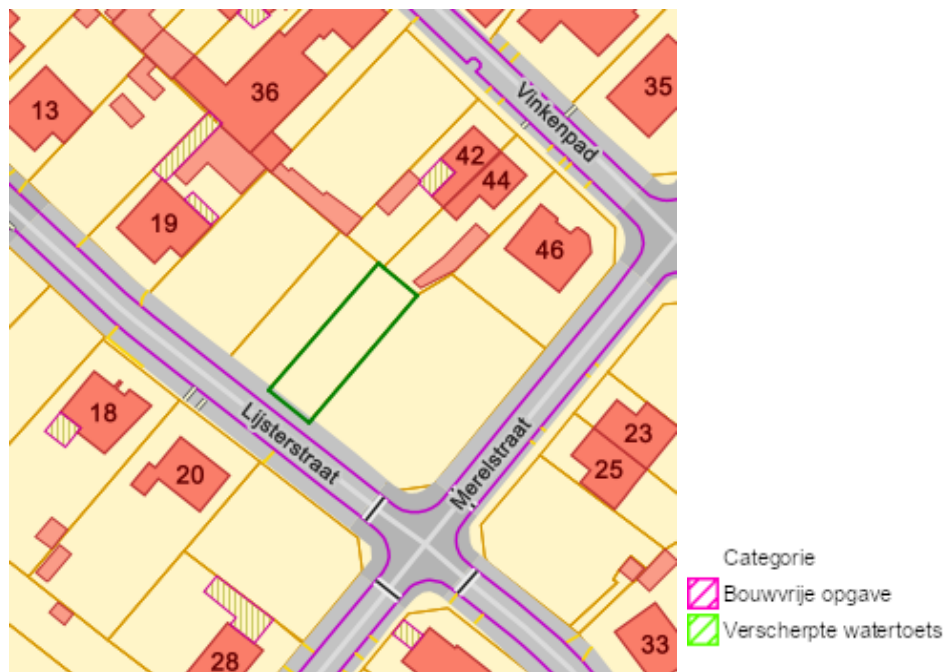 36
35
13
Vinkenpad
42
44
19
46
18
Lijsterstraat
Merelstraat
23
20
25
Categorie
Bouwvrije opgave
Verscherpte watertoets
33
28